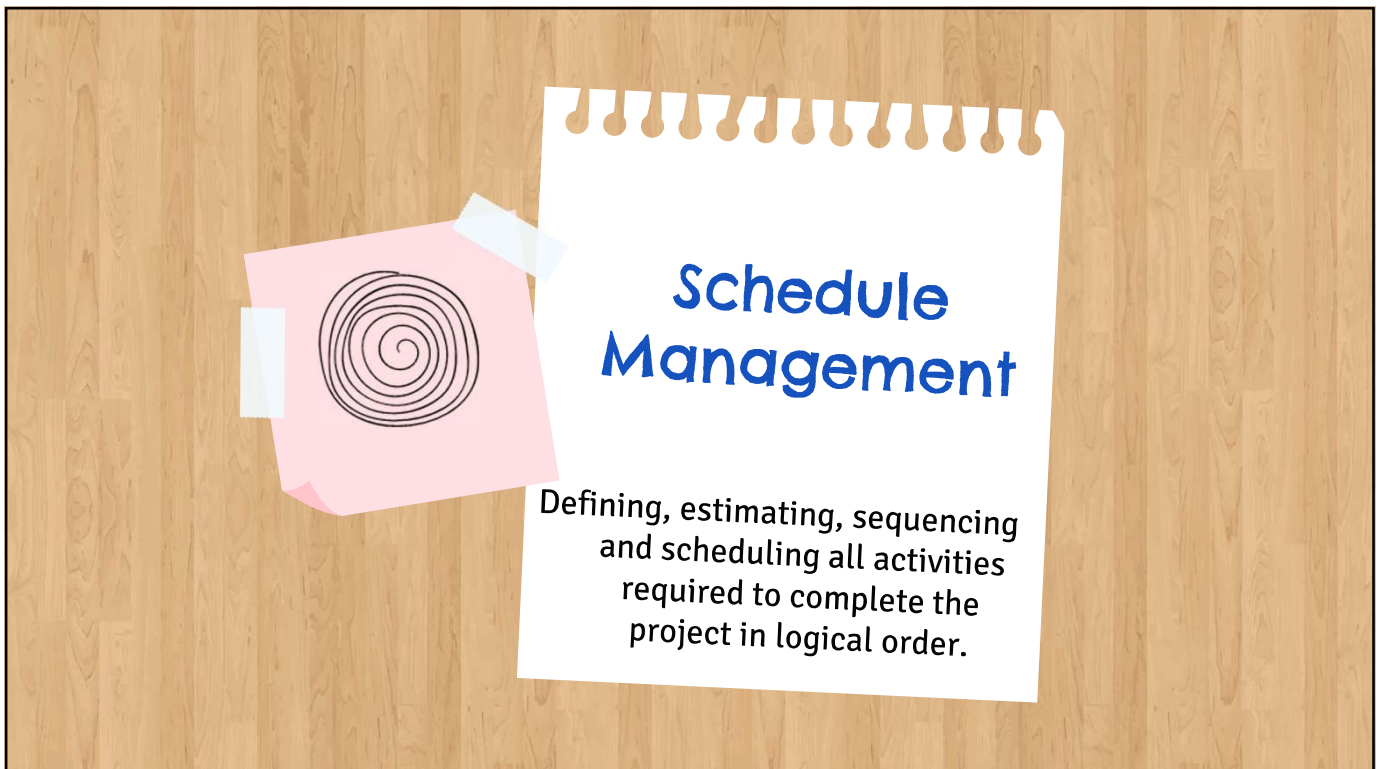 Schedule
Management
Defining, estimating, sequencing
and scheduling all activities
required to complete the
project in logical order.